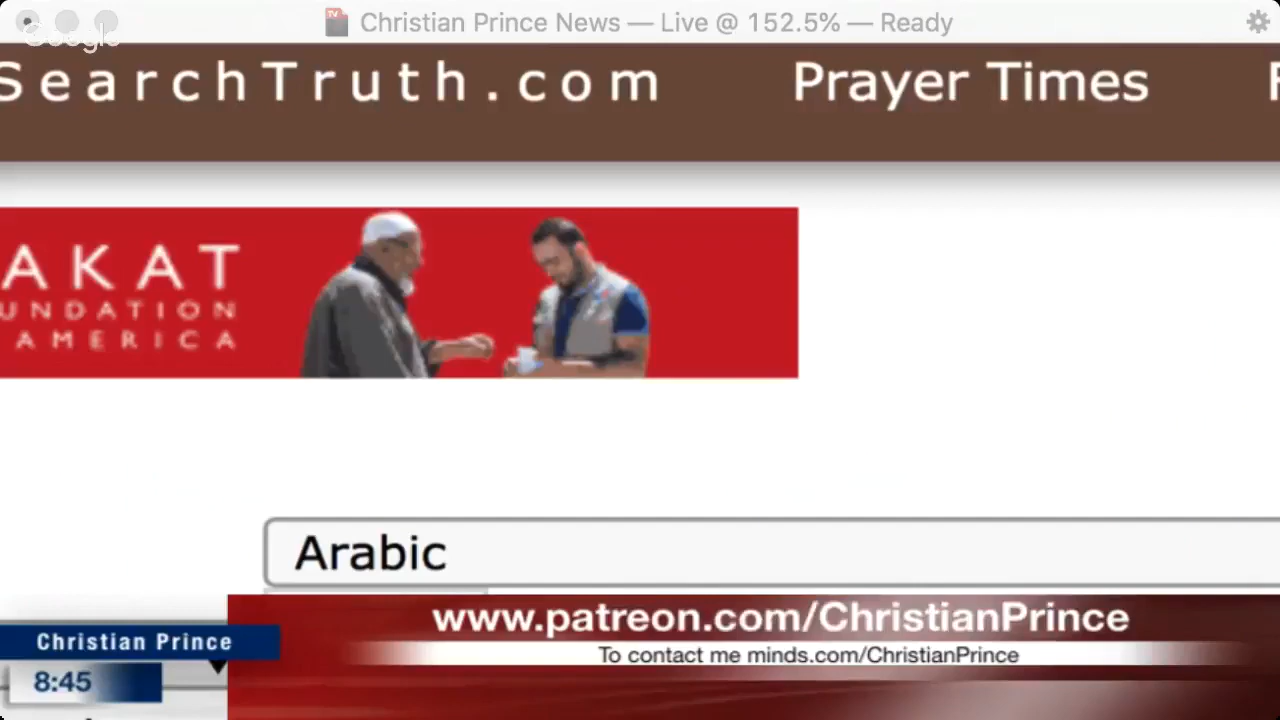 Christian Prince News — Live @ 152.5% — Ready
Google
SearchTruth.com Prayer Times
AKAT
UNDATION
AMERICA
Arabic
www.patreon.com/ChristianPrince
To contact me minds.com/ChristianPrince
Christian Prince
8:45